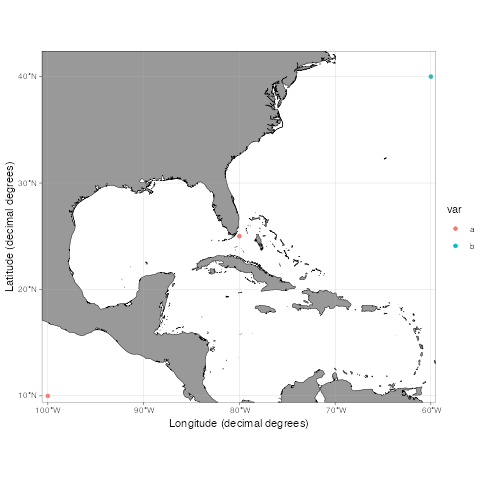 Latitude (decimal degrees)
40°N
30°N
20°N
10°N
100°W
90°W
80°W
70°W
60°W
Longitude (decimal degrees)
var
a
b